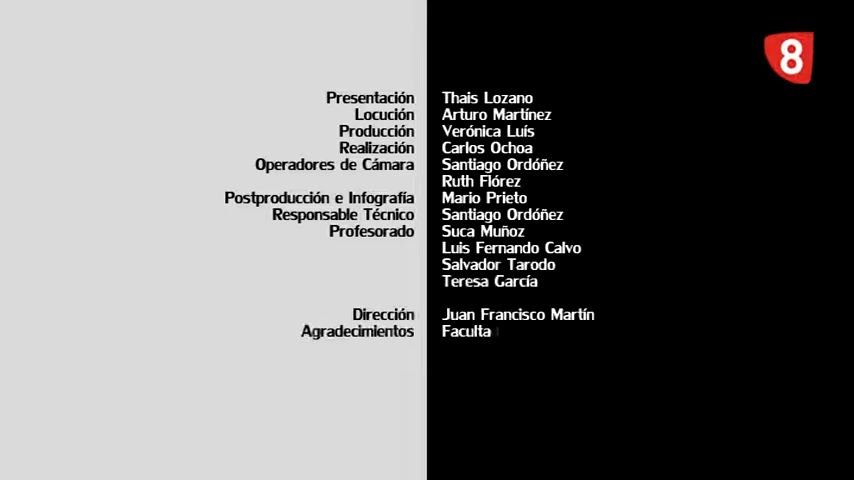 8
Presentación Thais Lozano
Locución Arturo Martínez
Producción Verónica Luís
Realización Carlos Ochoa
Operadores de Cámara Santiago Ordóñez
Ruth Flórez
Postproducción e Infografía Mario Prieto
Responsable Técnico Santiago Ordóñez
Profesorado Suca Muñoz
Luis Fernando Calvo
Salvador Tarodo
Teresa García
Dirección Juan Francisco Martín
Agradecimientos Faculta